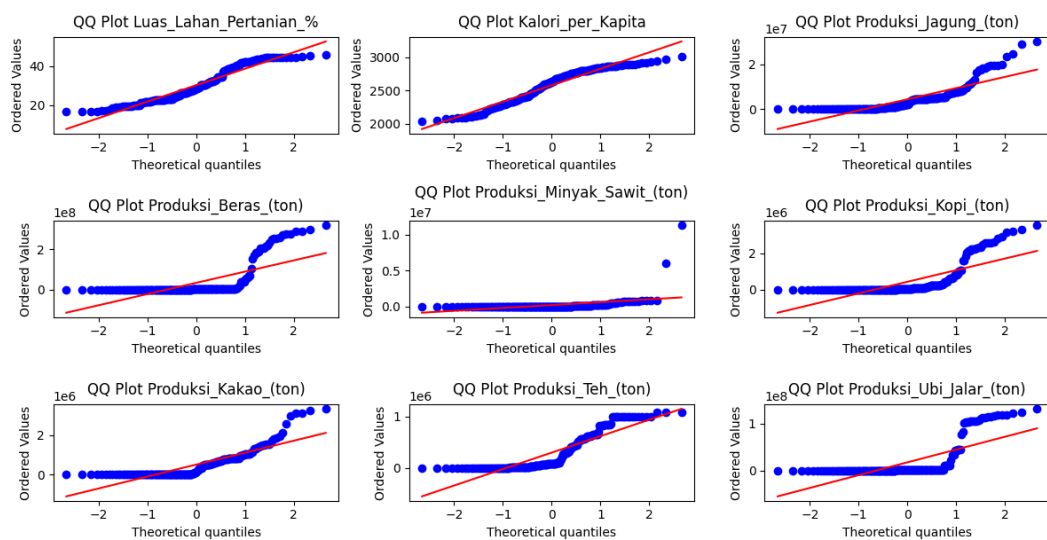 QQ Plot Luas_Lahan_Pertanian_%
Ordered Values
40
20
−2 −1 0 1 2
Theoretical quantiles
QQ Plot Kalori_per_Kapita
Ordered Values
3000
2500
2000
−2 −1 0 1 2
Theoretical quantiles
QQ Plot Produksi_Jagung_(ton)
1e7
Ordered Values
2
0
−2 −1 0 1 2
Theoretical quantiles
QQ Plot Produksi_Beras_(ton)
1e8
Ordered Values
2
0
−2 −1 0 1 2
Theoretical quantiles
QQ Plot Produksi_Minyak_Sawit_(ton)
1e7
Ordered Values
1.0
0.5
0.0
−2 −1 0 1 2
Theoretical quantiles
QQ Plot Produksi_Kopi_(ton)
1e6
Ordered Values
2
0
−2 −1 0 1 2
Theoretical quantiles
QQ Plot Produksi_Kakao_(ton)
1e6
Ordered Values
2
0
−2 −1 0 1 2
Theoretical quantiles
QQ Plot Produksi_Teh_(ton)
1e6
Ordered Values
1
0
−2 −1 0 1 2
Theoretical quantiles
QQ Plot Produksi_Ubi_Jalar_(ton)
1e8
Ordered Values
1
0
−2 −1 0 1 2
Theoretical quantiles